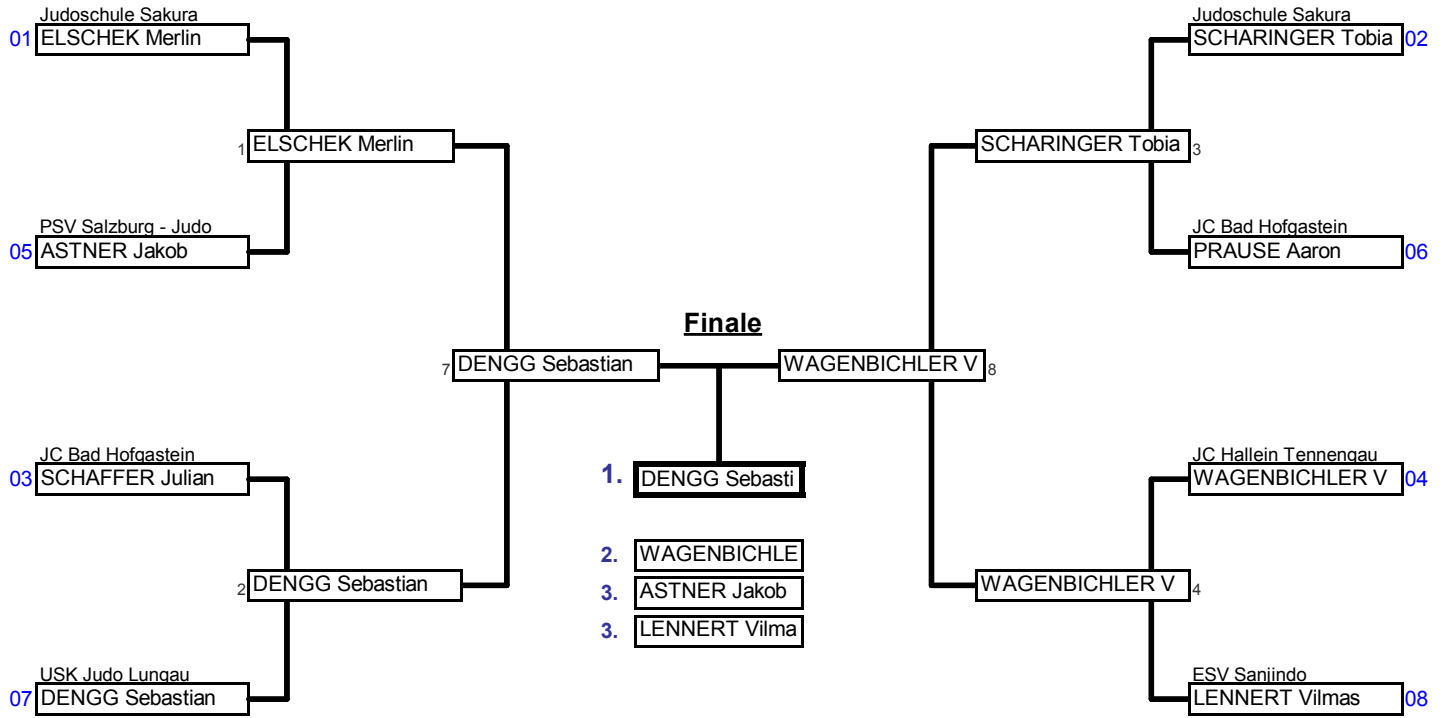 Judoschule Sakura
01 ELSCHEK Merlin
1 ELSCHEK Merlin
PSV Salzburg - Judo
05 ASTNER Jakob
7 DENGG Sebastian
JC Bad Hofgastein
03 SCHAFFER Julian
2 DENGG Sebastian
USK Judo Lungau
07 DENGG Sebastian
Finale
1. DENGG Sebasti
2. WAGENBICHLE
3. ASTNER Jakob
3. LENNERT Vilma
Judoschule Sakura
SCHARINGER Tobia 02
SCHARINGER Tobia 3
JC Bad Hofgastein
PRAUSE Aaron 06
WAGENBICHLER V 8
JC Hallein Tennengau
WAGENBICHLER V 04
WAGENBICHLER V 4
ESV Sanjindo
LENNERT Vilmas 08